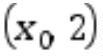 (x₀ 2)